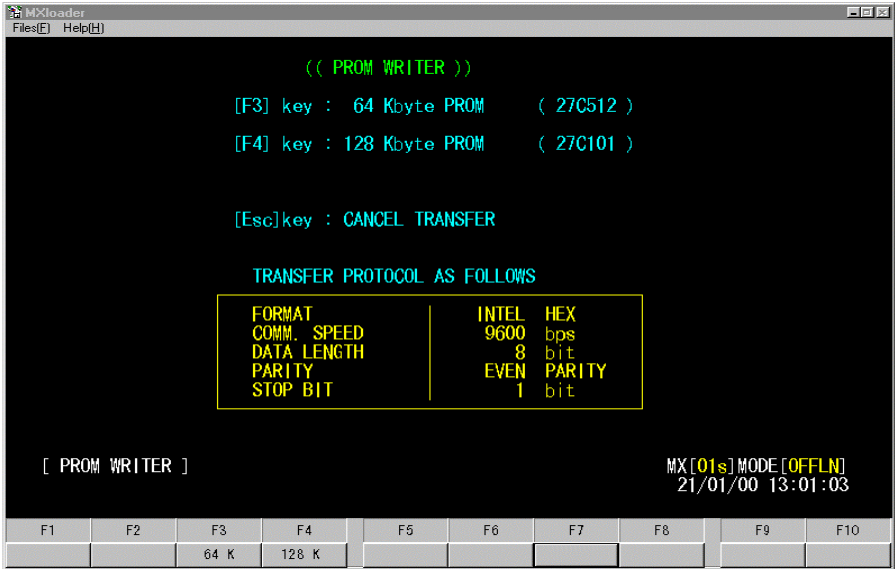 MXloader
Files(F) Help(H)
(( PROM WRITER ))
[F3] key : 64 Kbyte PROM ( 27C512 )
[F4] key : 128 Kbyte PROM ( 27C101 )
[Esc]key : CANCEL TRANSFER
TRANSFER PROTOCOL AS FOLLOWS
FORMAT INTEL HEX
COMM. SPEED 9600 bps
DATA LENGTH 8 bit
PARITY EVEN PARITY
STOP BIT 1 bit
[ PROM WRITER ] MX[01s]MODE[OFFLN]
21/01/00 13:01:03
F1 F2 F3 F4 F5 F6 F7 F8 F9 F10
64 K 128 K